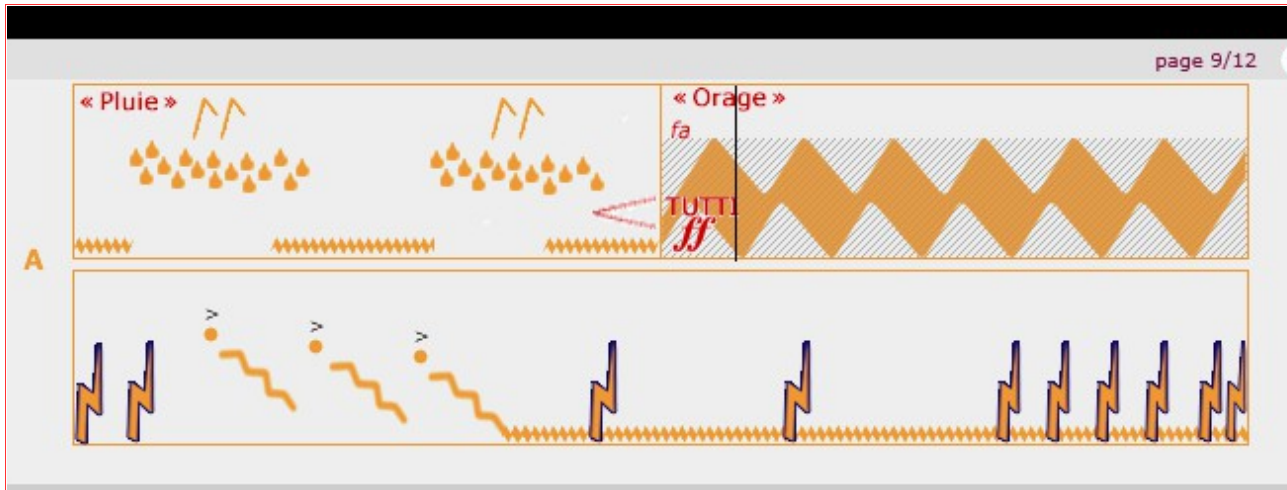 page 9/12
« Pluie »
« Orage »
fa
TUTTI
ff
A
>
>
>